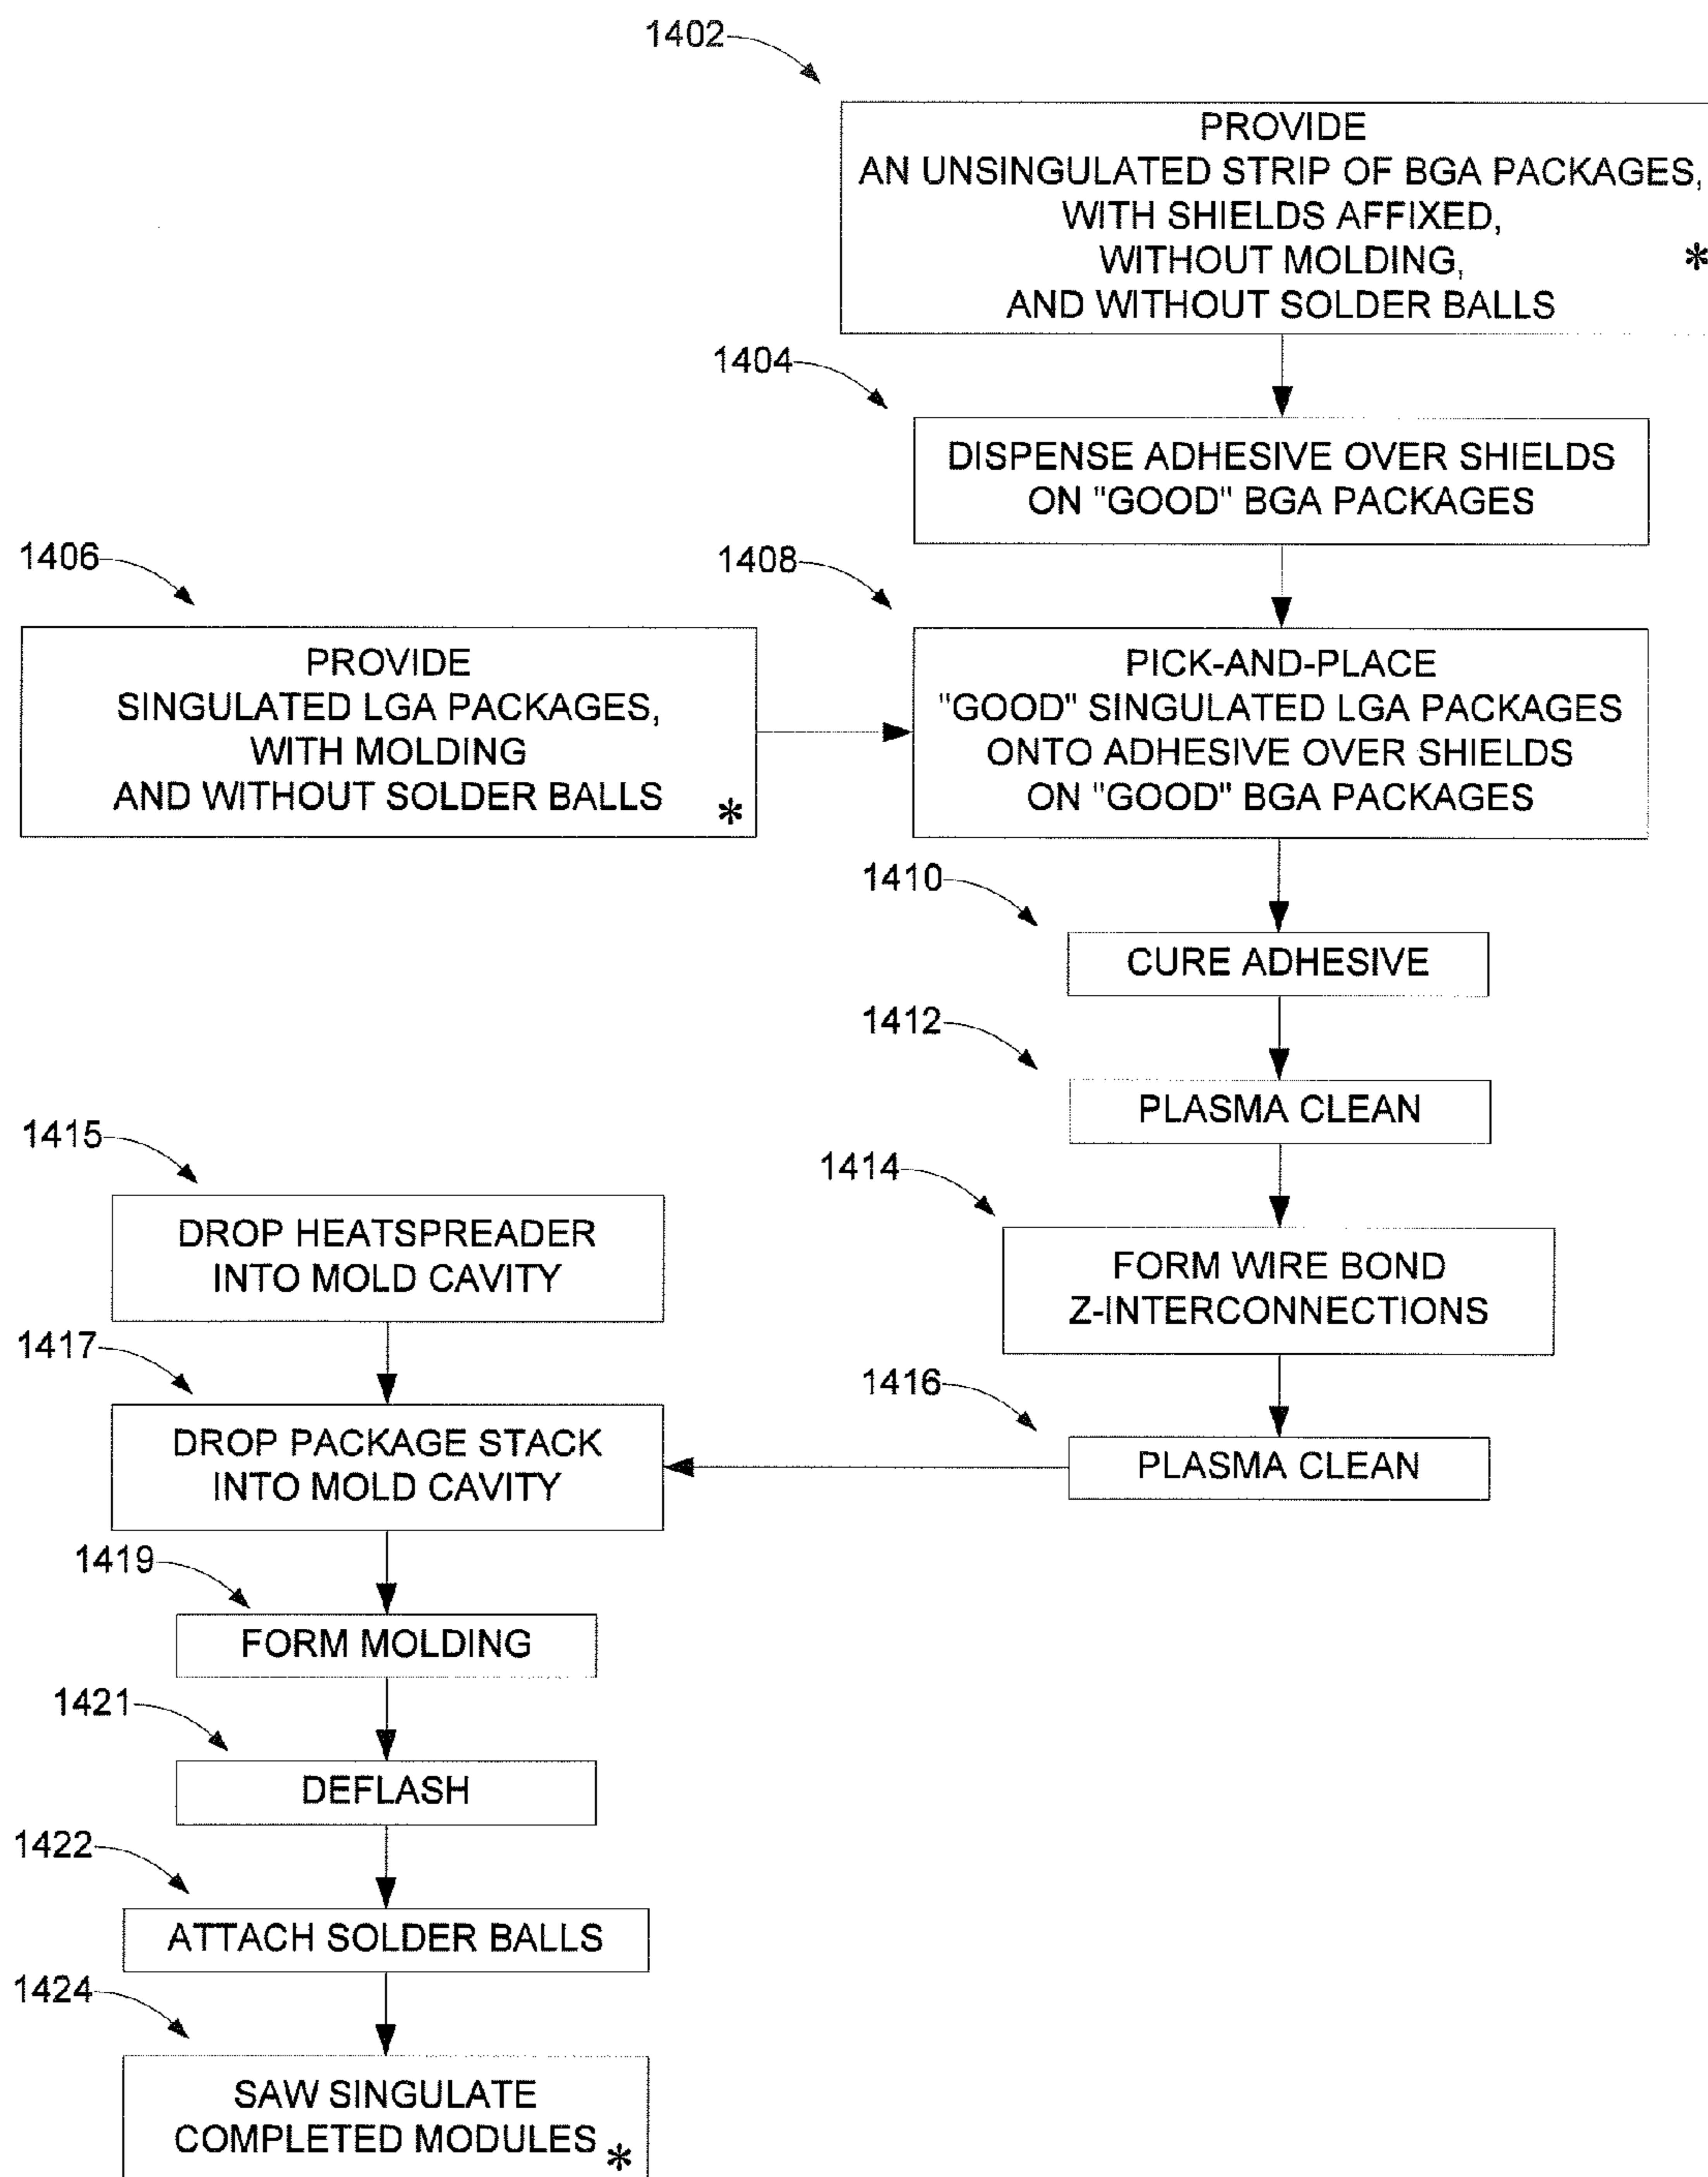 1402
PROVIDE
AN UNSINGULATED STRIP OF BGA PACKAGES,
WITH SHIELDS AFFIXED,
WITHOUT MOLDING,
AND WITHOUT SOLDER BALLS
*
1404
DISPENSE ADHESIVE OVER SHIELDS
ON "GOOD" BGA PACKAGES
1406
PROVIDE
SINGULATED LGA PACKAGES,
WITH MOLDING
AND WITHOUT SOLDER BALLS
*
1408
PICK-AND-PLACE
"GOOD" SINGULATED LGA PACKAGES
ONTO ADHESIVE OVER SHIELDS
ON "GOOD" BGA PACKAGES
1410
CURE ADHESIVE
1412
PLASMA CLEAN
1414
FORM WIRE BOND
Z-INTERCONNECTIONS
1416
PLASMA CLEAN
1415
DROP HEATSPREADER
INTO MOLD CAVITY
1417
DROP PACKAGE STACK
INTO MOLD CAVITY
1419
FORM MOLDING
1421
DEFLASH
1422
ATTACH SOLDER BALLS
1424
SAW SINGULATE
COMPLETED MODULES
*